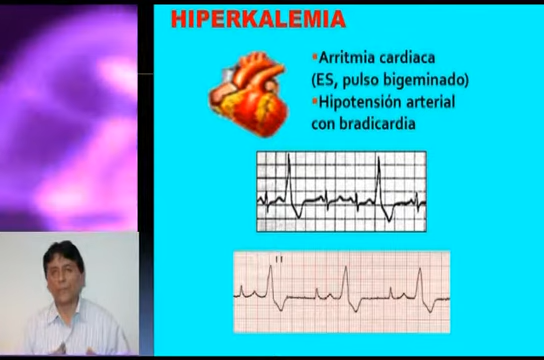 HIPERKALEMIA
▪Arritmia cardiaca
(ES, pulso bigeminado)
▪Hipotensión arterial
con bradicardia